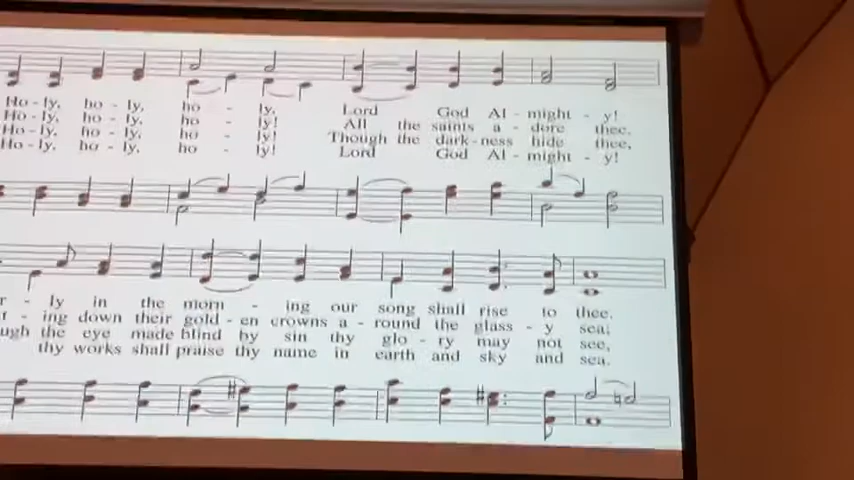 Ho - ly, ho - ly, ho - ly, Lord God Al - might - y!
Ho - ly, ho - ly, ho - ly! All the saints a - dore thee,
Ho - ly, ho - ly, ho - ly! Though the dark - ness hide thee,
Ho - ly, ho - ly, ho - ly! Lord God Al - might - y!
ly in the morn - ing our song shall rise to thee.
ing down their gold - en crowns a - round the glass - y sea;
ugh the eye made blind by sin thy glo - ry may not see,
thy works shall praise thy name in earth and sky and sea.